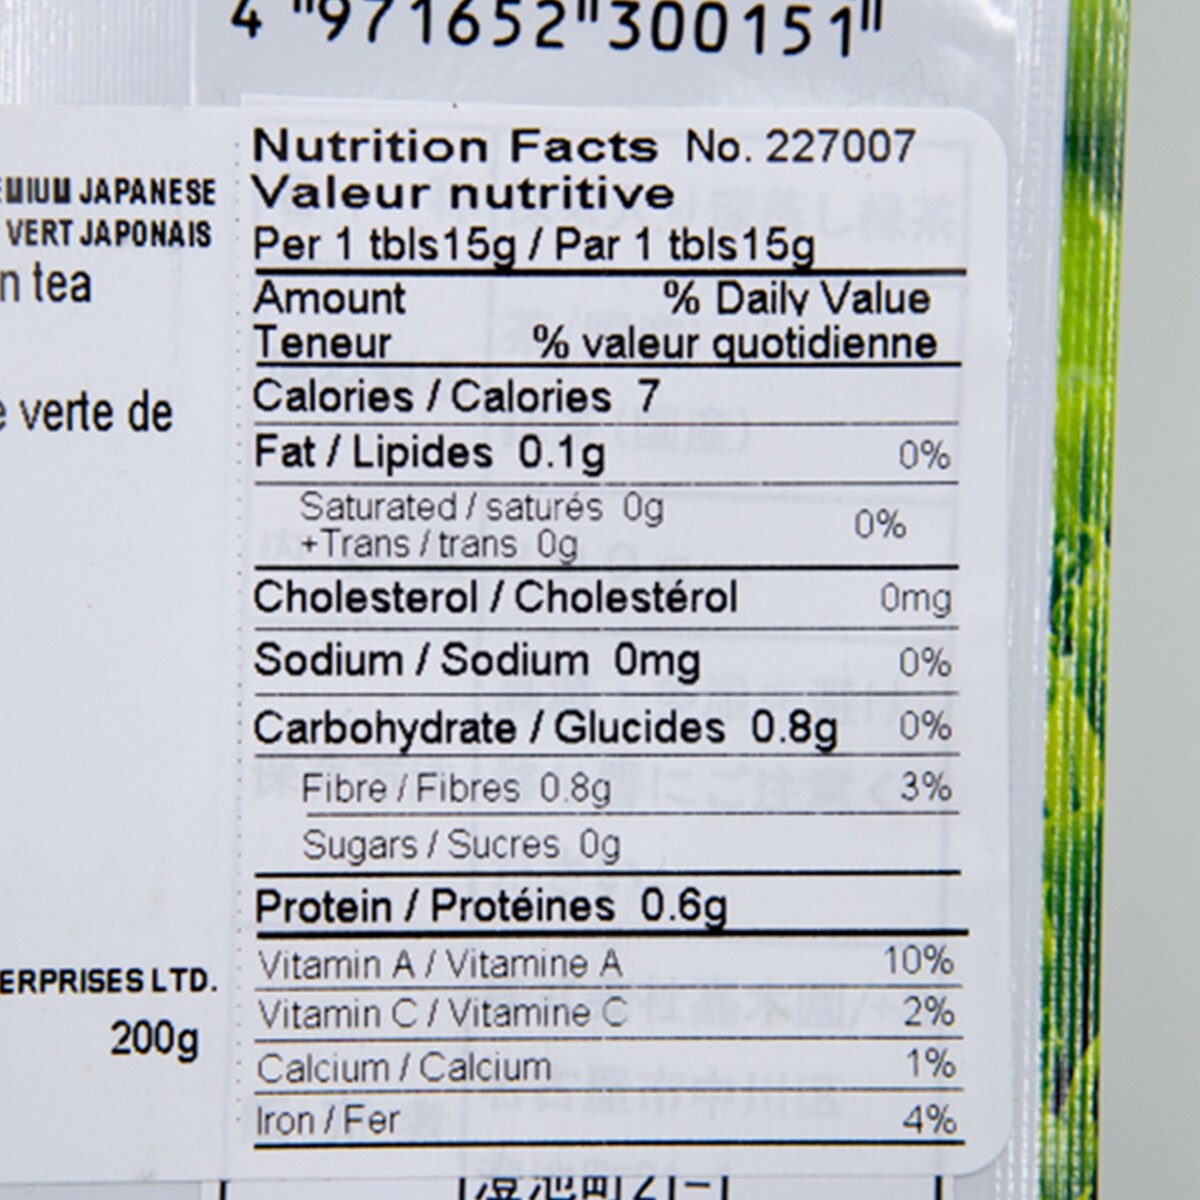 4 971652 300151
MIUM JAPANESE
VERT JAPONAIS
n tea
verte de
ERPRISES LTD.
200g
Nutrition Facts No. 227007
Valeur nutritive
Per 1 tbls15g / Par 1 tbls15g
Amount % Daily Value
Teneur % valeur quotidienne
Calories / Calories 7
Fat / Lipides 0.1g 0%
Saturated / saturés 0g
+Trans / trans 0g 0%
Cholesterol / Cholestérol 0mg
Sodium / Sodium 0mg 0%
Carbohydrate / Glucides 0.8g 0%
Fibre / Fibres 0.8g 3%
Sugars / Sucres 0g
Protein / Protéines 0.6g
Vitamin A / Vitamine A 10%
Vitamin C / Vitamine C 2%
Calcium / Calcium 1%
Iron / Fer 4%